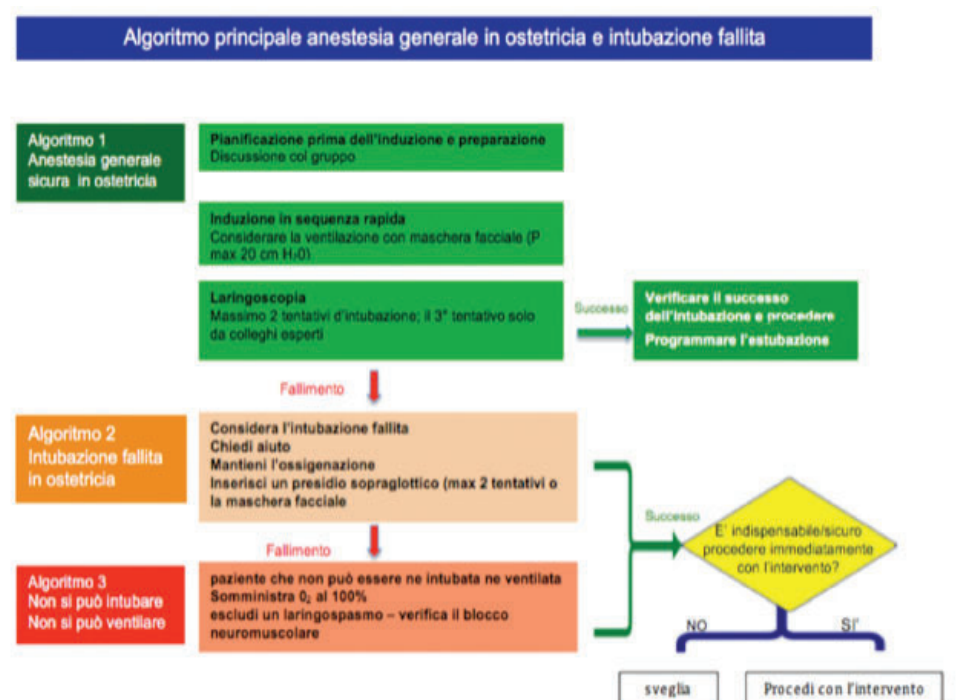 Algoritmo principale anestesia generale in ostetricia e intubazione fallita
Algoritmo 1
Anestesia generale
sicura in ostetricia
Pianificazione prima dell'induzione e preparazione
Discussione col gruppo
Induzione in sequenza rapida
Considerare la ventilazione con maschera facciale (P
max 20 cm H₂0)
Laringoscopia
Massimo 2 tentativi d'intubazione; il 3° tentativo solo
da colleghi esperti
Successo
Verificare il successo
dell'intubazione e procedere
Programmare l'estubazione
Fallimento
Algoritmo 2
Intubazione fallita
in ostetricia
Considera l'intubazione fallita
Chiedi aiuto
Mantieni l'ossigenazione
Inserisci un presidio sopraglottico (max 2 tentativi o
la maschera facciale
Successo
E' indispensabile/sicuro
procedere immediatamente
con l'intervento?
Fallimento
Algoritmo 3
Non si può intubare
Non si può ventilare
paziente che non può essere ne intubata ne ventilata
Somministra 0₂ al 100%
escludi un laringospasmo – verifica il blocco
neuromuscolare
NO
SI'
sveglia
Procedi con l'intervento